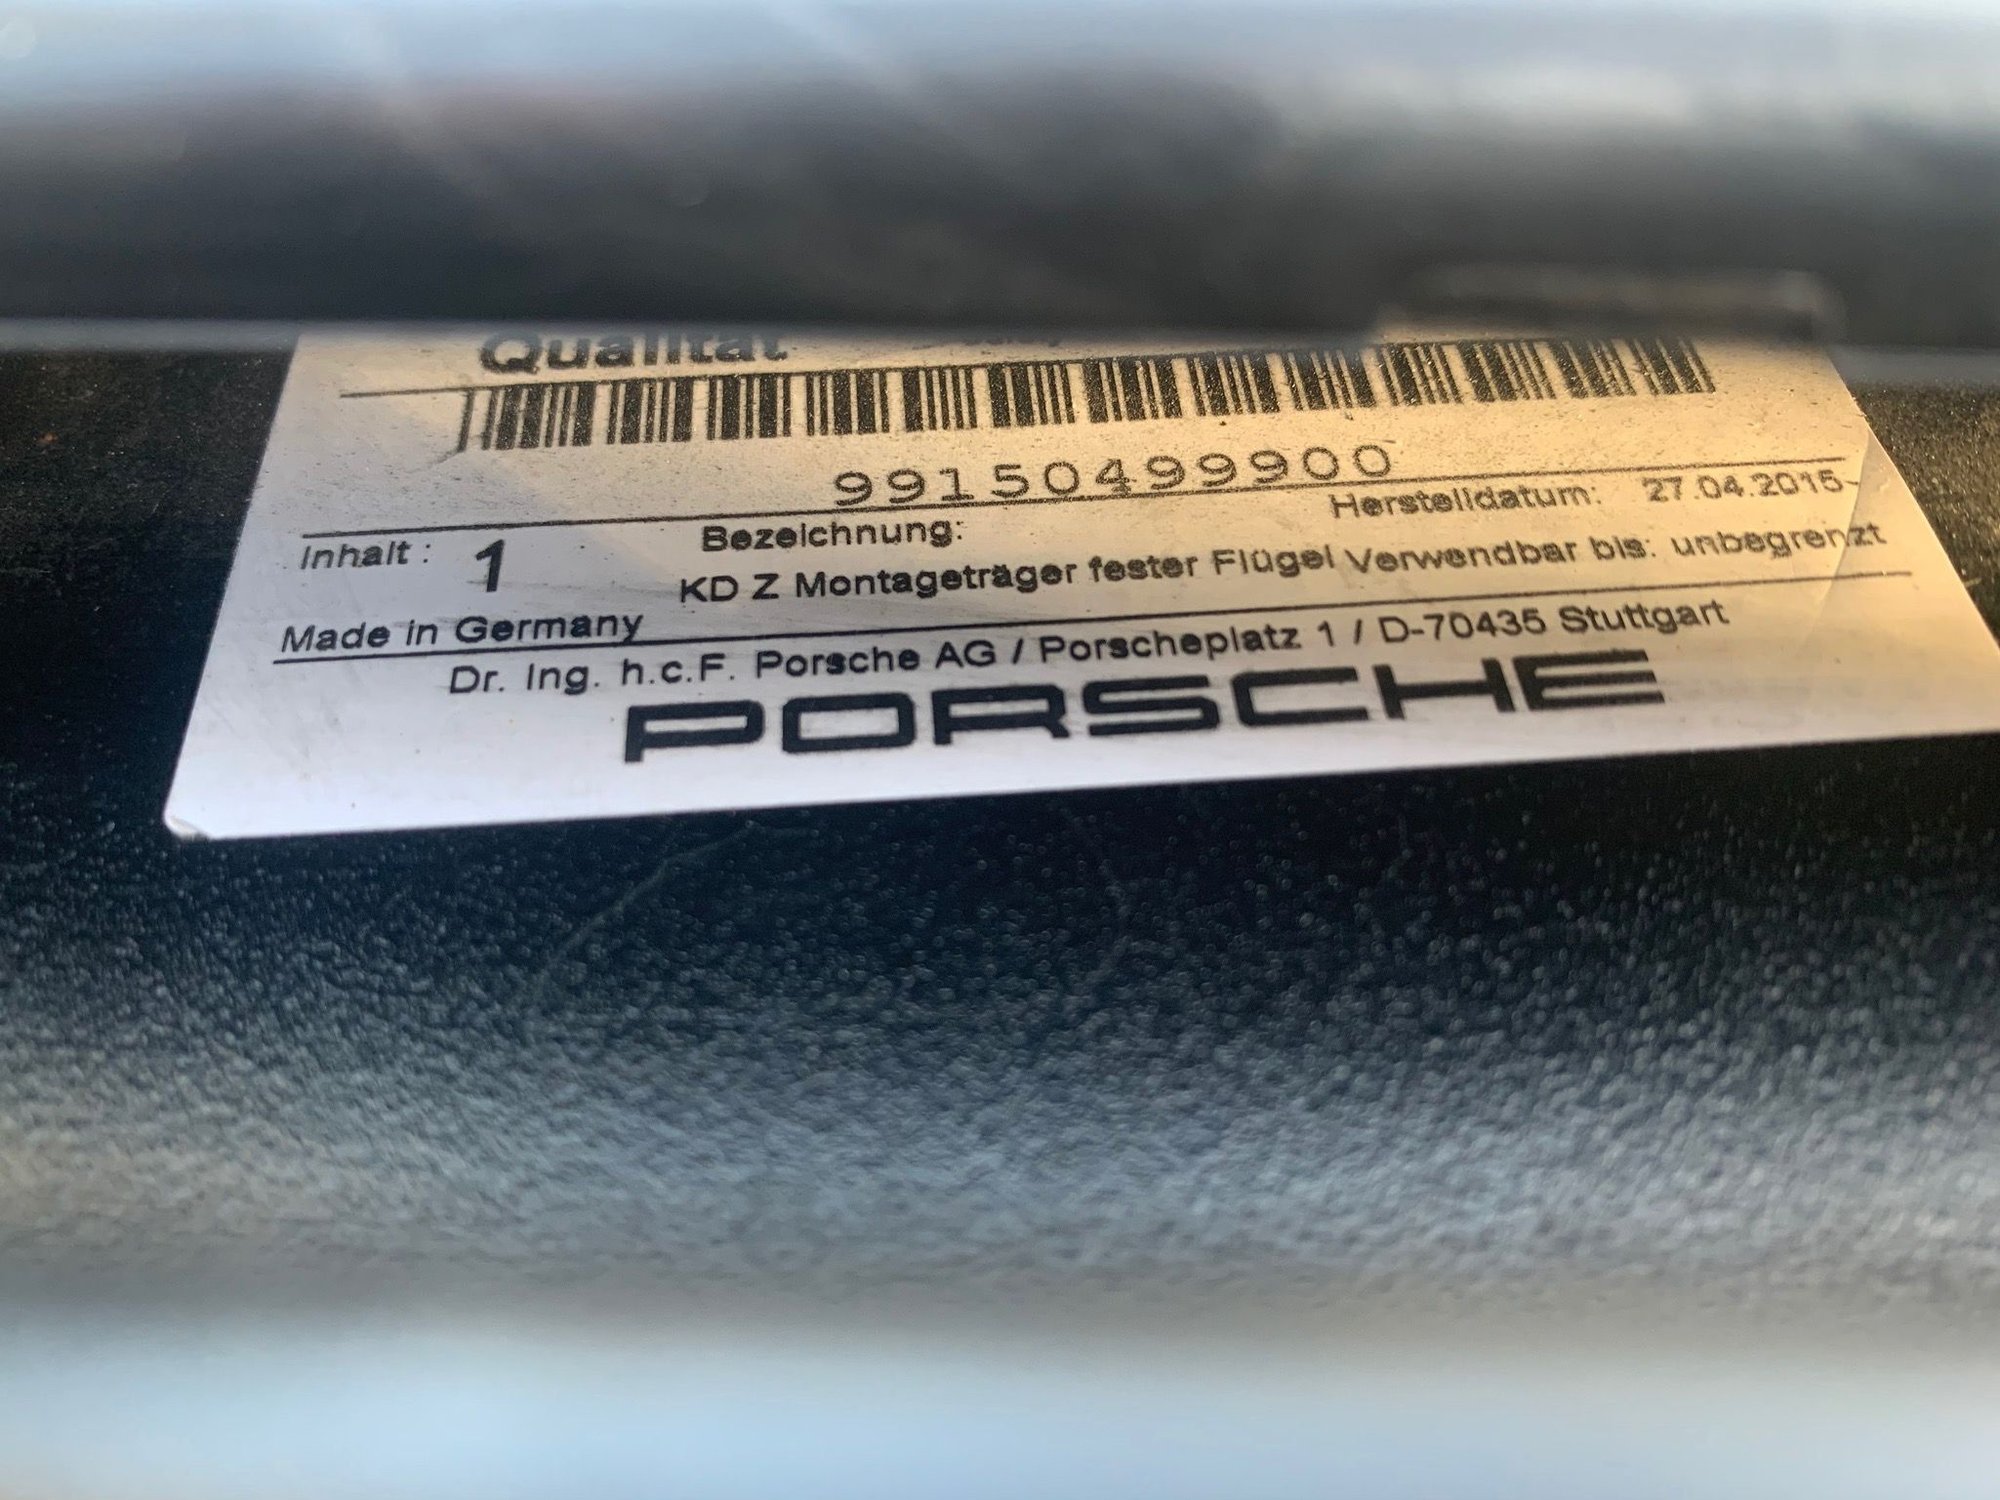 Qualität
99150499900
Herstelldatum: 27.04.2015
Inhalt : 1
Bezeichnung:
KD Z Montageträger fester Flügel Verwendbar bis: unbegrenzt
Made in Germany
Dr. Ing. h.c.F. Porsche AG / Porscheplatz 1 / D-70435 Stuttgart
PORSCHE